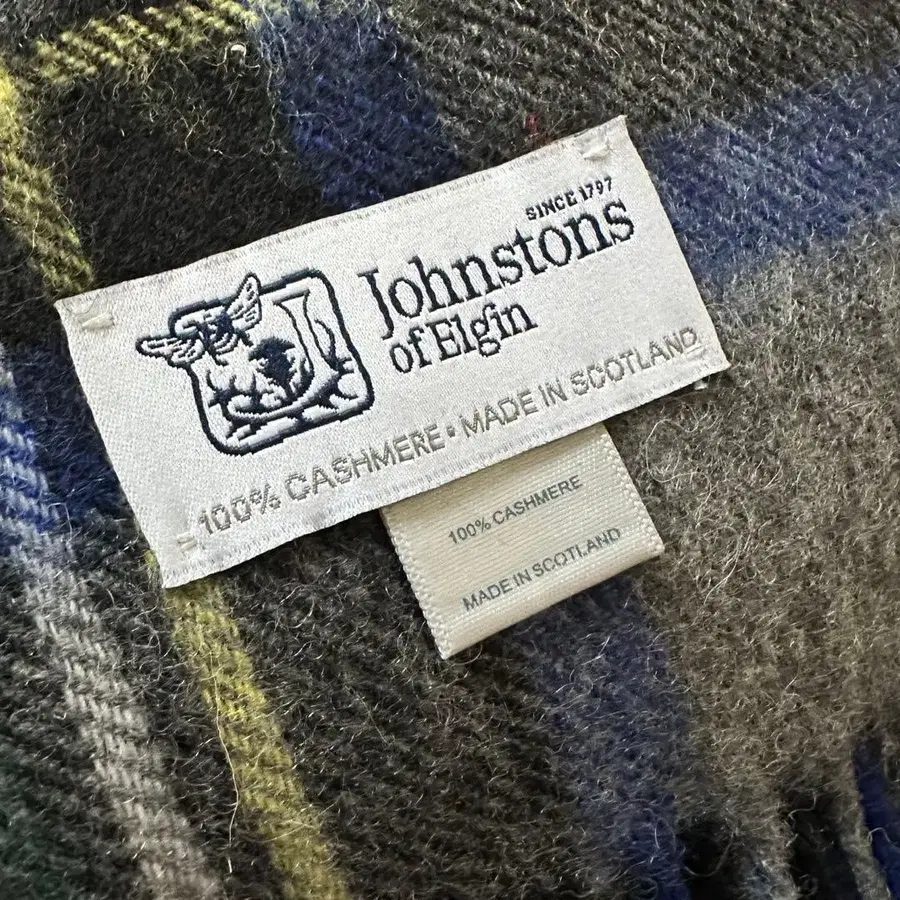 SINCE 1797
Johnstons
of Elgin
100% CASHMERE • MADE IN SCOTLAND
100% CASHMERE
MADE IN SCOTLAND